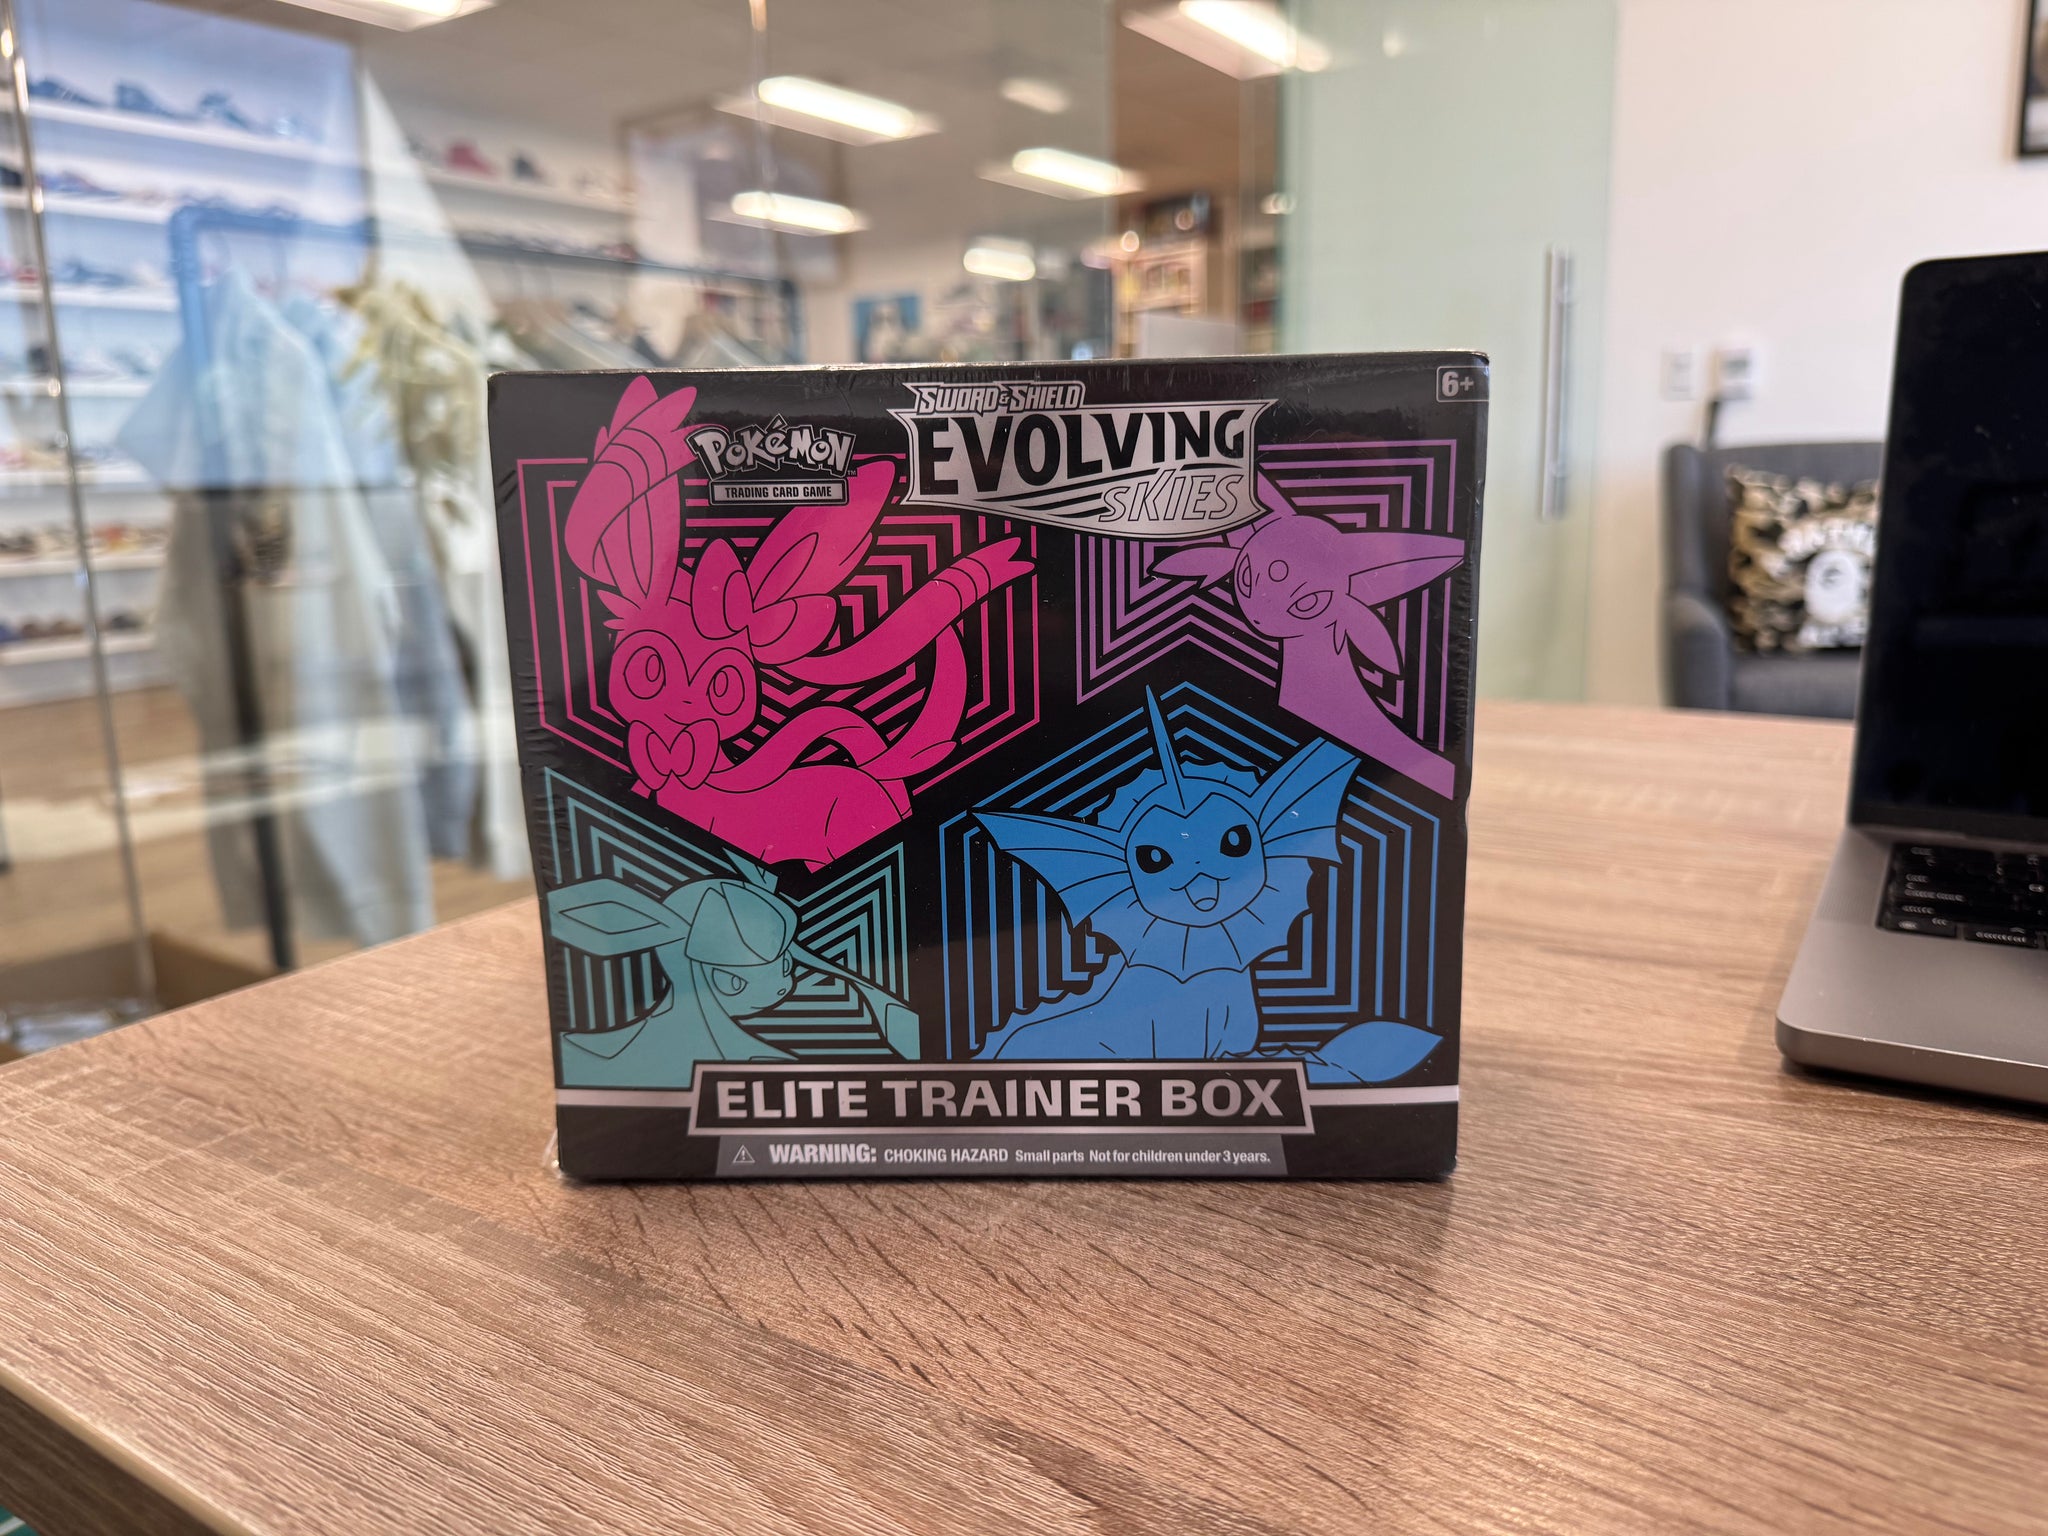 SWORD & SHIELD
EVOLVING
SKIES
6+
POKéMON
TRADING CARD GAME
ELITE TRAINER BOX
WARNING: CHOKING HAZARD Small parts Not for children under 3 years.